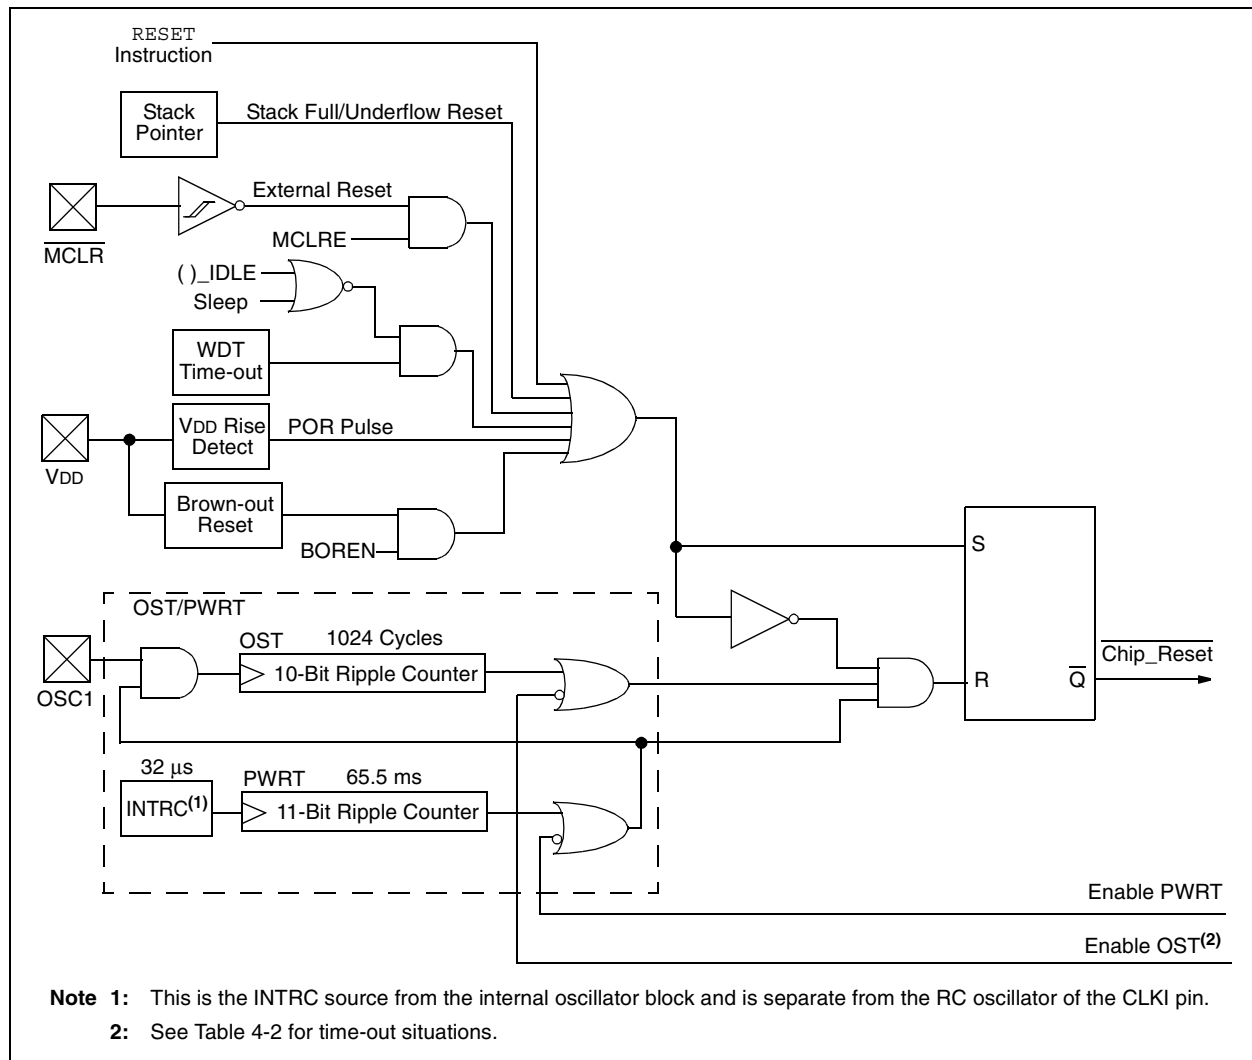 RESET
Instruction
Stack
Pointer
Stack Full/Underflow Reset
External Reset
MCLR
MCLRE
( )_IDLE
Sleep
WDT
Time-out
VDD
VDD Rise
Detect
POR Pulse
Brown-out
Reset
BOREN
S
R
Q
Chip_Reset
OST/PWRT
OSC1
OST
1024 Cycles
10-Bit Ripple Counter
32 µs
INTRC(1)
PWRT
65.5 ms
11-Bit Ripple Counter
Enable PWRT
Enable OST(2)
Note 1: This is the INTRC source from the internal oscillator block and is separate from the RC oscillator of the CLKI pin.
2: See Table 4-2 for time-out situations.